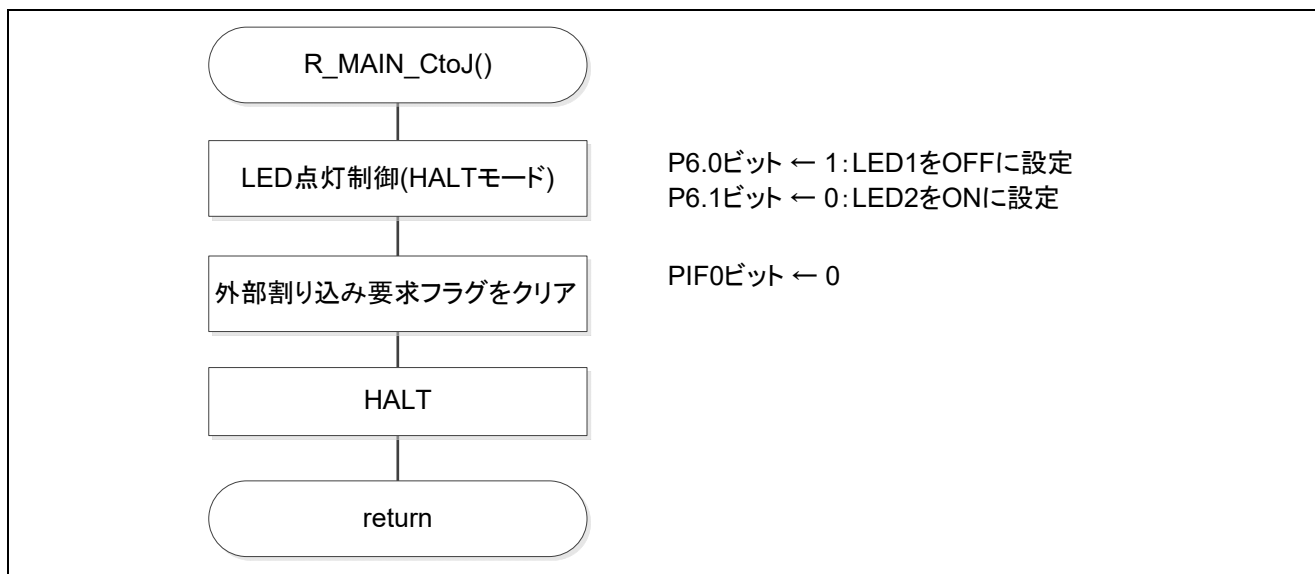 R_MAIN_CtoJ()
LED点灯制御(HALTモード)
P6.0ビット ← 1:LED1をOFFに設定
P6.1ビット ← 0:LED2をONに設定
外部割り込み要求フラグをクリア
PIF0ビット ← 0
HALT
return